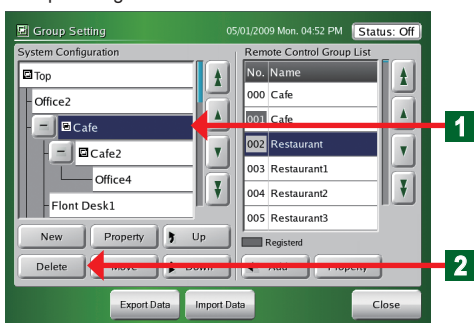 Group Setting 05/01/2009 Mon. 04:52 PM Status: Off
System Configuration
Top
Office2
Cafe
Cafe2
Office4
Flont Desk1
Remote Control Group List
No. Name
000 Cafe
001 Cafe
002 Restaurant
003 Restaurant1
004 Restaurant2
005 Restaurant3
Registerd
New Property Up
Delete Move Down
Add Property
Export Data Import Data Close
1
2